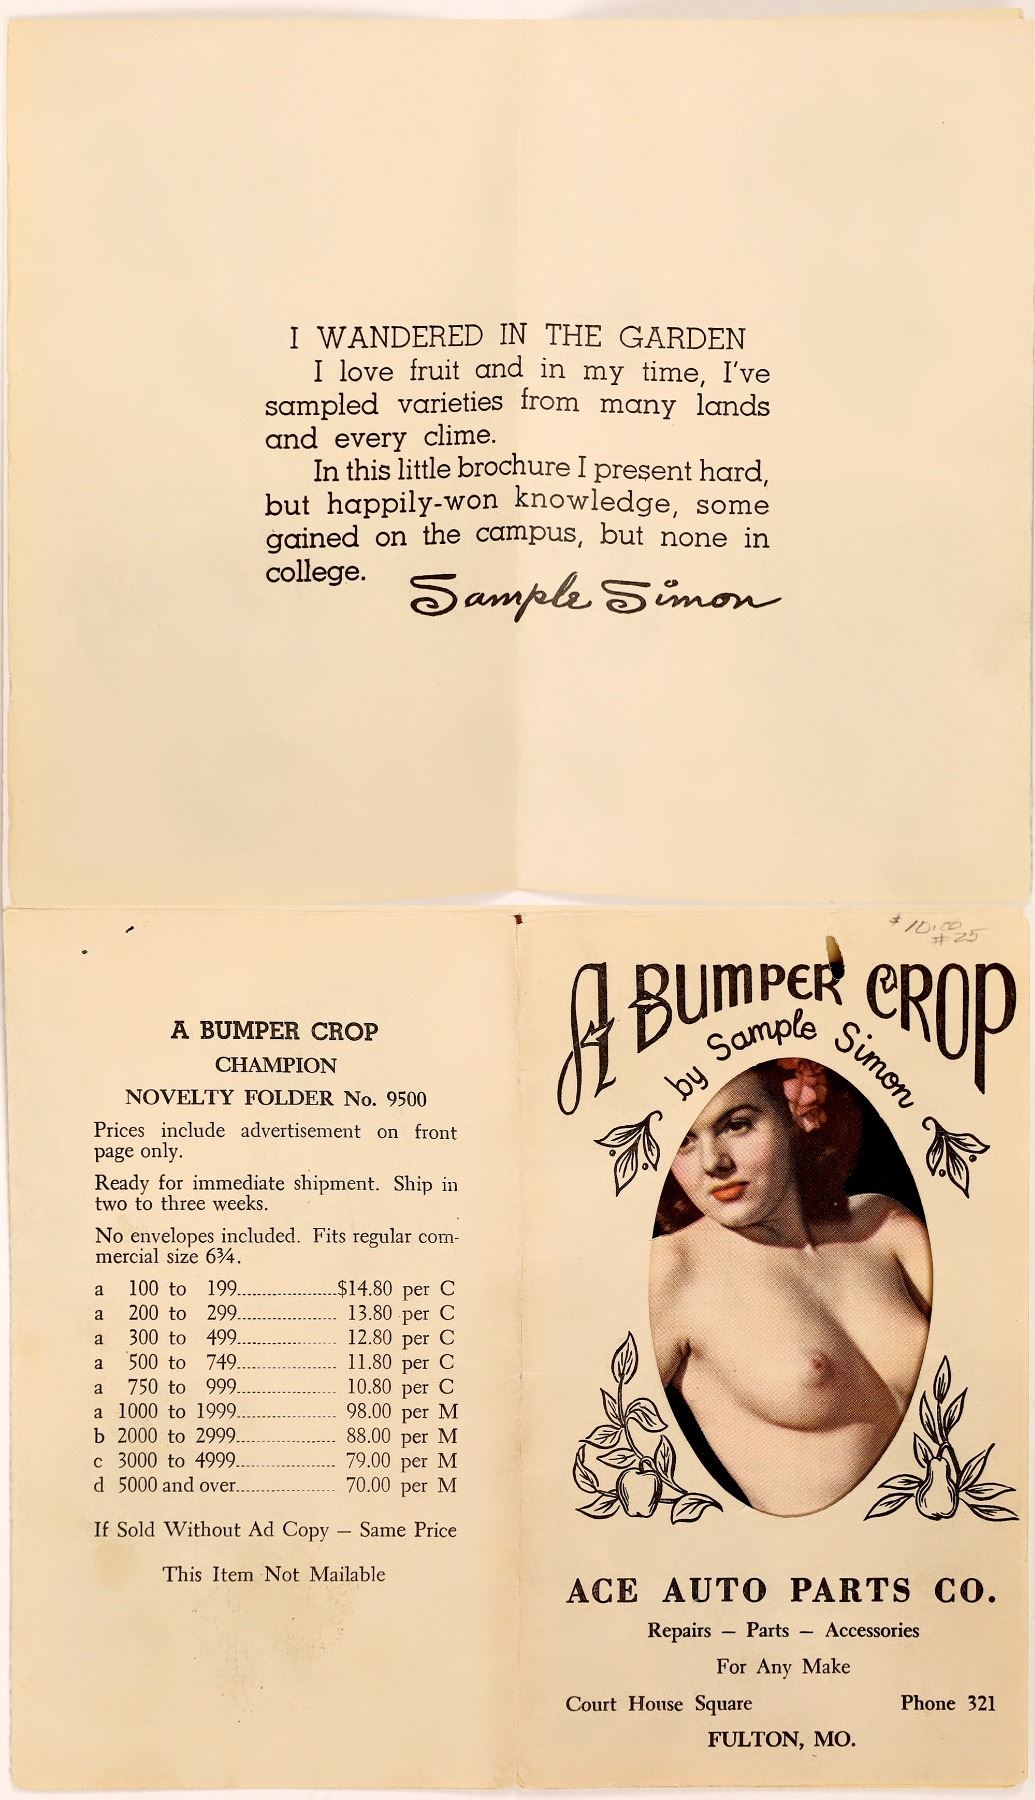 I WANDERED IN THE GARDEN
I love fruit and in my time, I've
sampled varieties from many lands
and every clime.
In this little brochure I present hard,
but happily-won knowledge, some
gained on the campus, but none in
college.
Sample Simon
A BUMPER CROP
CHAMPION
NOVELTY FOLDER No. 9500
Prices include advertisement on front
page only.
Ready for immediate shipment. Ship in
two to three weeks.
No envelopes included. Fits regular com-
mercial size 6¾.
a 100 to 199....................$14.80 per C
a 200 to 299.................... 13.80 per C
a 300 to 499.................... 12.80 per C
a 500 to 749.................... 11.80 per C
a 750 to 999.................... 10.80 per C
a 1000 to 1999.................... 98.00 per M
b 2000 to 2999.................... 88.00 per M
c 3000 to 4999.................... 79.00 per M
d 5000 and over.................... 70.00 per M
If Sold Without Ad Copy — Same Price
This Item Not Mailable
$10.00
#25
A BUMPER CROP
by Sample Simon
ACE AUTO PARTS CO.
Repairs — Parts — Accessories
For Any Make
Court House Square Phone 321
FULTON, MO.